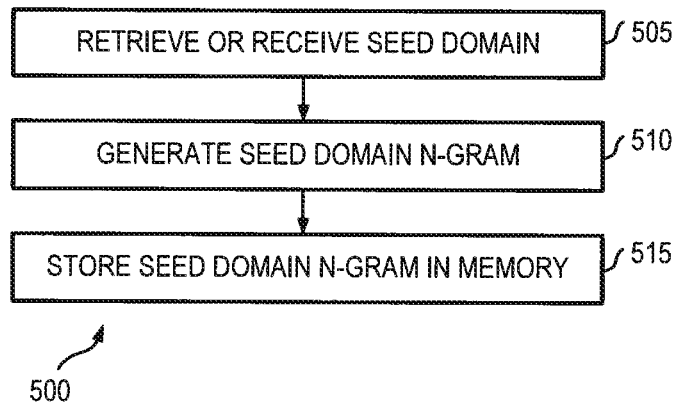 RETRIEVE OR RECEIVE SEED DOMAIN
505
GENERATE SEED DOMAIN N-GRAM
510
STORE SEED DOMAIN N-GRAM IN MEMORY
515
500